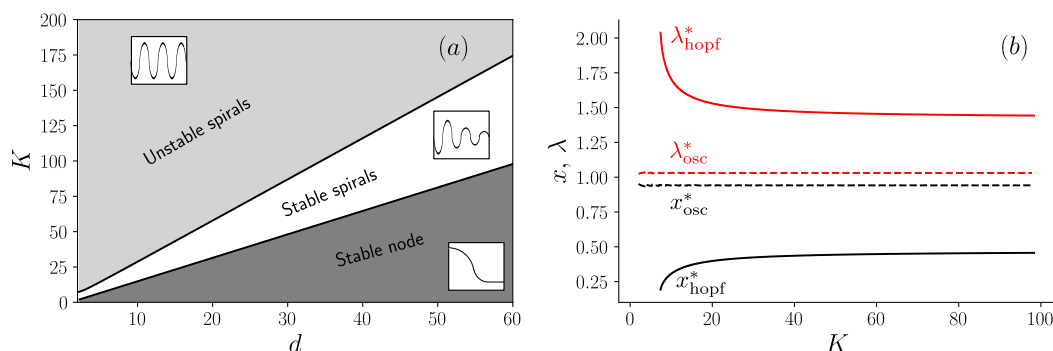 (a)
200
175
150
125
100
75
50
25
0
K
Unstable spirals
Stable spirals
Stable node
10 20 30 40 50 60
d
(b)
2.00
1.75
1.50
1.25
1.00
0.75
0.50
0.25
x, λ
λ*hopf
λ*osc
x*osc
x*hopf
0 20 40 60 80 100
K